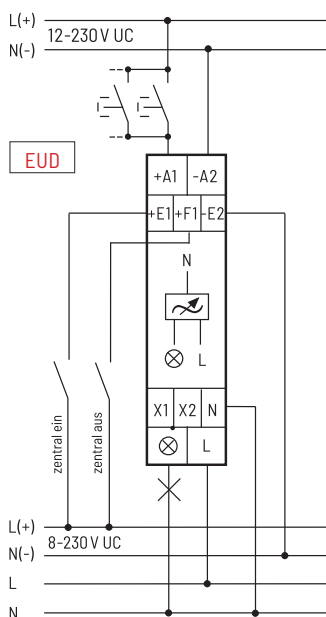 L(+)
12-230 V UC
N(-)
EUD
+A1 -A2
+E1 +F1 -E2
N
L
zentral ein
zentral aus
X1 X2 N
L
L(+)
8-230 V UC
N(-)
L
N